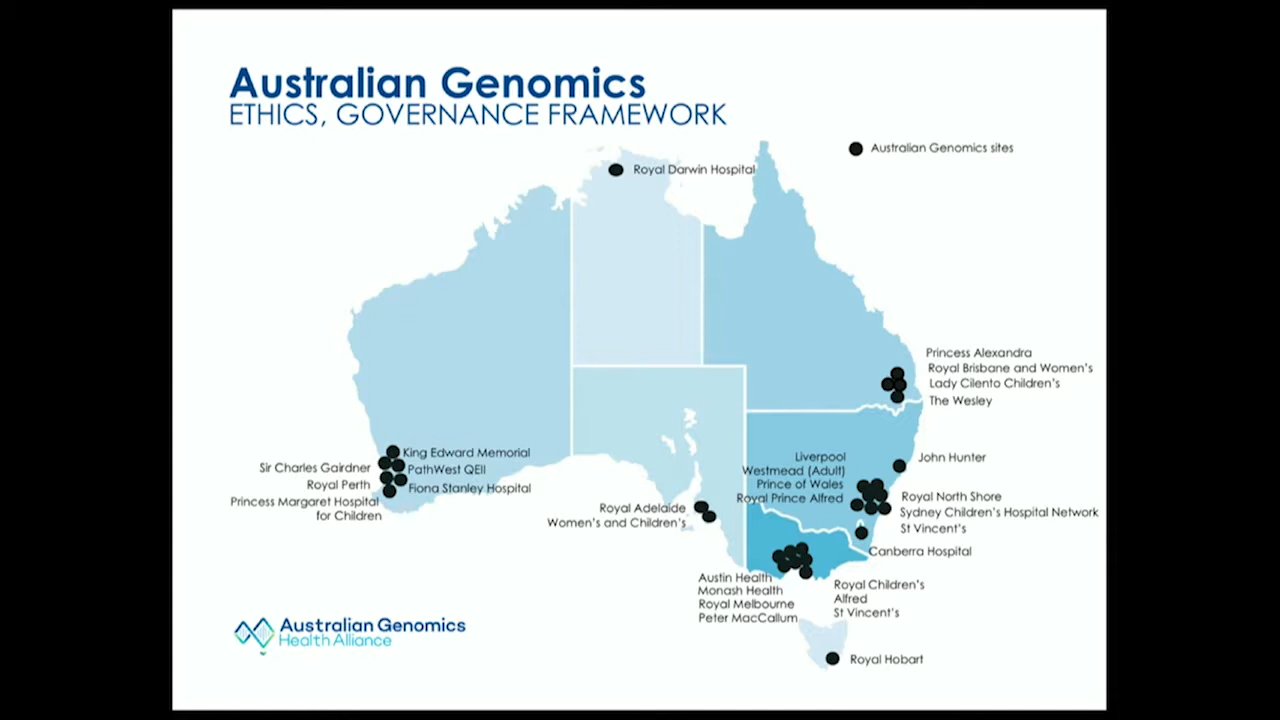 Australian Genomics
ETHICS, GOVERNANCE FRAMEWORK
Australian Genomics sites
Royal Darwin Hospital
Princess Alexandra
Royal Brisbane and Women's
Lady Cilento Children's
The Wesley
King Edward Memorial
Sir Charles Gairdner
PathWest QEII
Royal Perth
Fiona Stanley Hospital
Princess Margaret Hospital
for Children
Royal Adelaide
Women's and Children's
Liverpool
Westmead (Adult)
Prince of Wales
Royal Prince Alfred
John Hunter
Royal North Shore
Sydney Children's Hospital Network
St Vincent's
Canberra Hospital
Austin Health
Monash Health
Royal Melbourne
Peter MacCallum
Royal Children's
Alfred
St Vincent's
Royal Hobart
Australian Genomics
Health Alliance